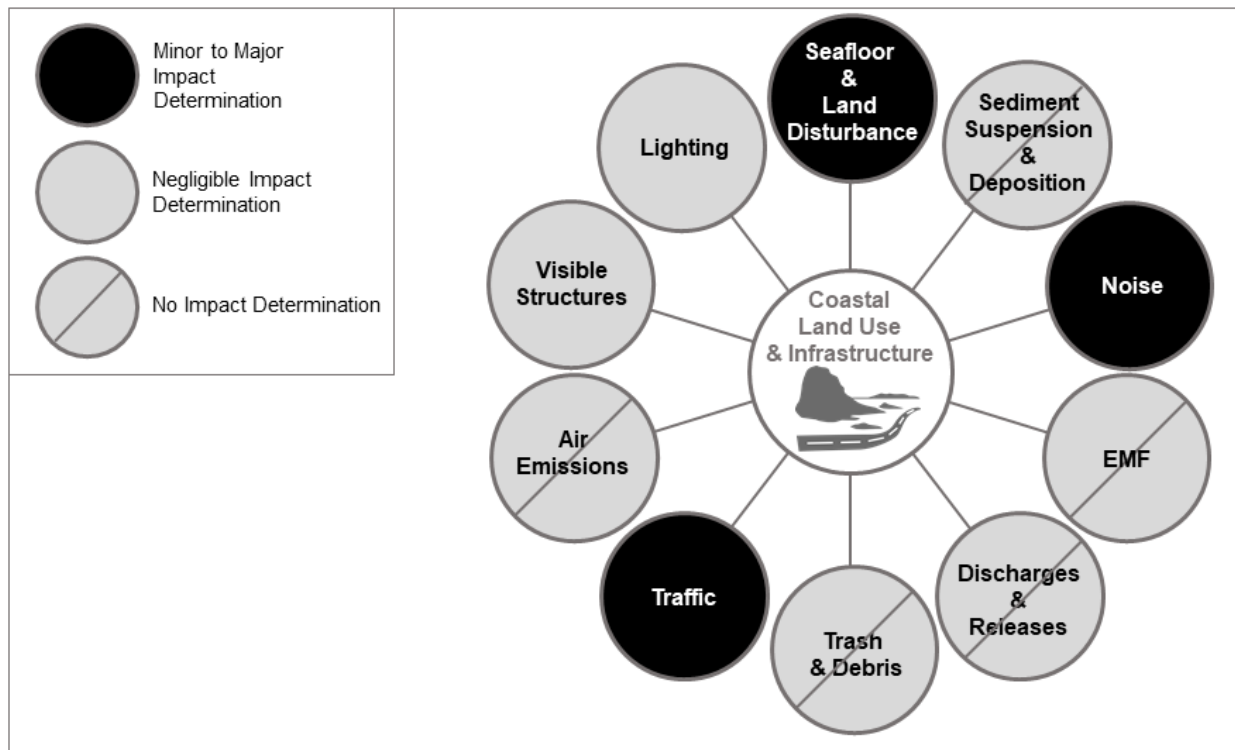 Minor to Major
Impact
Determination
Negligible Impact
Determination
No Impact Determination
Seafloor
&
Land
Disturbance
Sediment
Suspension
&
Deposition
Noise
EMF
Discharges
&
Releases
Trash
& Debris
Traffic
Air
Emissions
Visible
Structures
Lighting
Coastal
Land Use
& Infrastructure